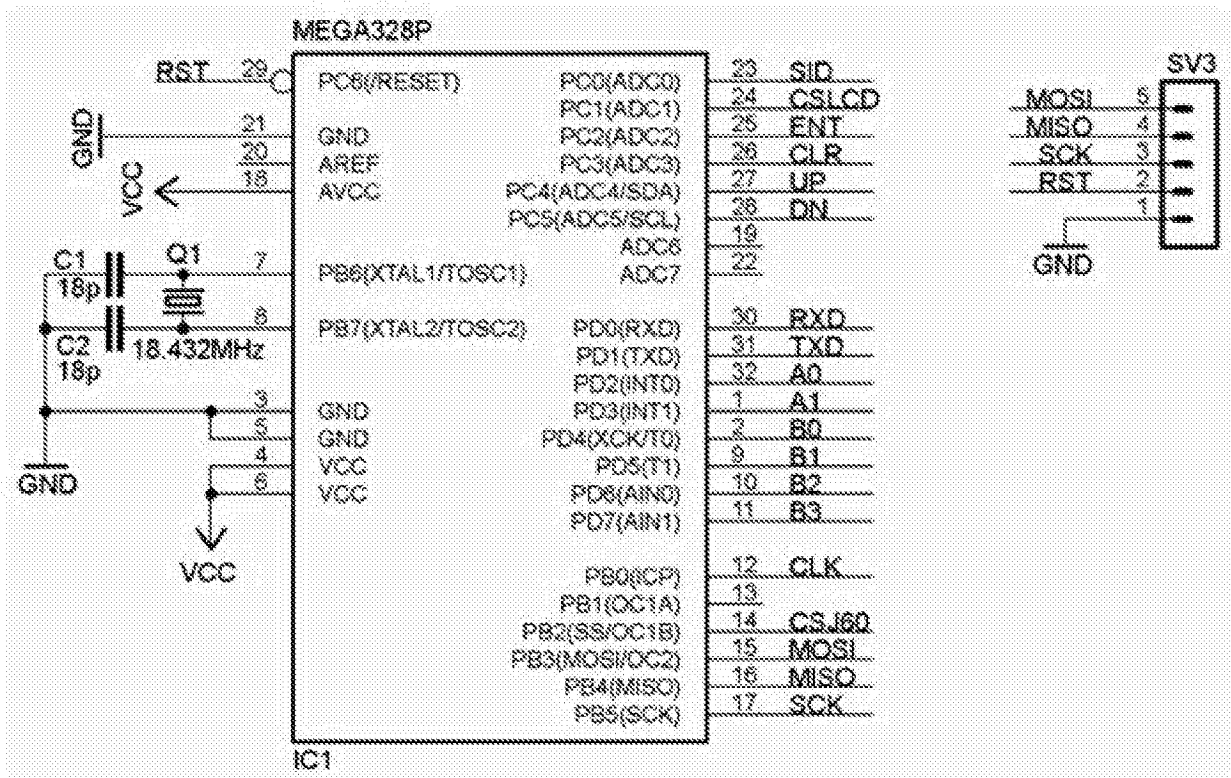 MEGA328P
RST 29 PC6(/RESET) PC0(ADC0) 23 SID
PC1(ADC1) 24 CSLCD
GND 21 GND PC2(ADC2) 25 ENT
20 AREF PC3(ADC3) 26 CLR
VCC 18 AVCC PC4(ADC4/SDA) 27 UP
PC5(ADC5/SCL) 28 DN
ADC6 19
C1 18p Q1 7 PB6(XTAL1/TOSC1) ADC7 22
C2 18p 18.432MHz 8 PB7(XTAL2/TOSC2) PD0(RXD) 30 RXD
PD1(TXD) 31 TXD
PD2(INT0) 32 A0
3 GND PD3(INT1) 1 A1
5 GND PD4(XCK/T0) 2 B0
4 VCC PD5(T1) 9 B1
GND 6 VCC PD6(AIN0) 10 B2
PD7(AIN1) 11 B3
VCC PB0(ICP) 12 CLK
PB1(OC1A) 13
PB2(SS/OC1B) 14 CSJ60
PB3(MOSI/OC2) 15 MOSI
PB4(MISO) 16 MISO
PB5(SCK) 17 SCK
IC1
SV3
MOSI 5
MISO 4
SCK 3
RST 2
1
GND